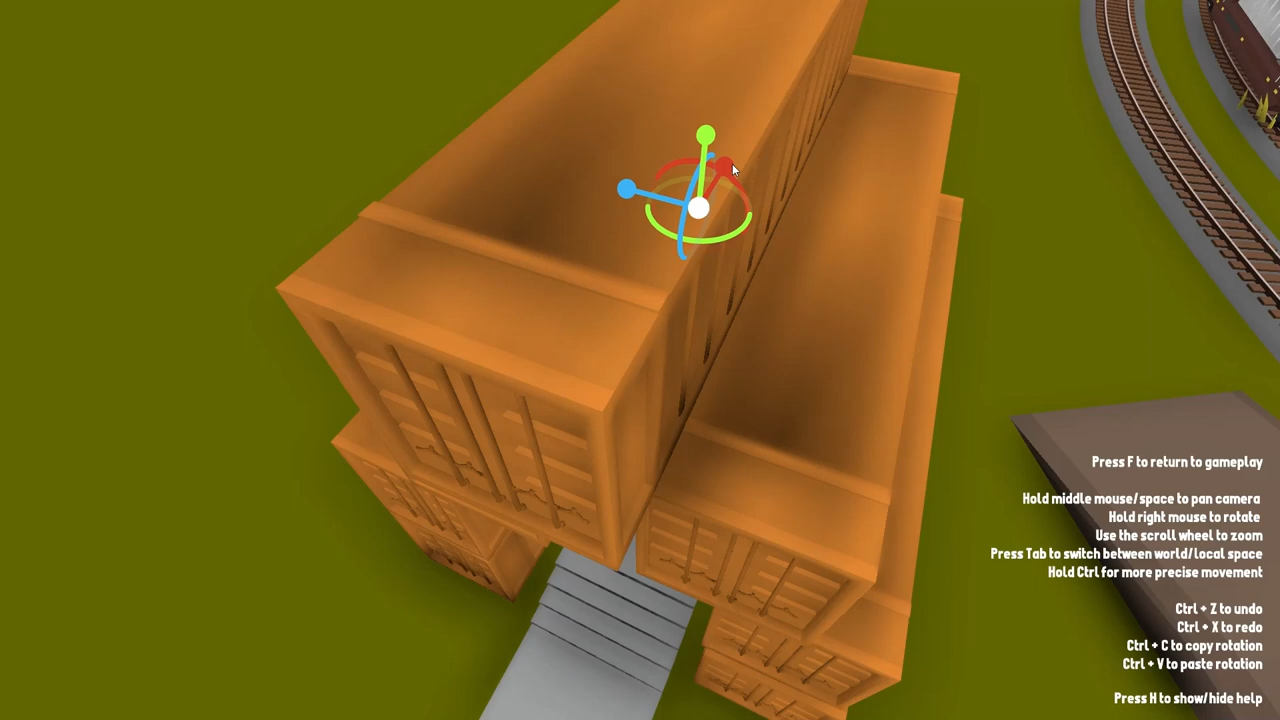 Press F to return to gameplay
Hold middle mouse/space to pan camera
Hold right mouse to rotate
Use the scroll wheel to zoom
Press Tab to switch between world/local space
Hold Ctrl for more precise movement
Ctrl + Z to undo
Ctrl + X to redo
Ctrl + C to copy rotation
Ctrl + V to paste rotation
Press H to show/hide help